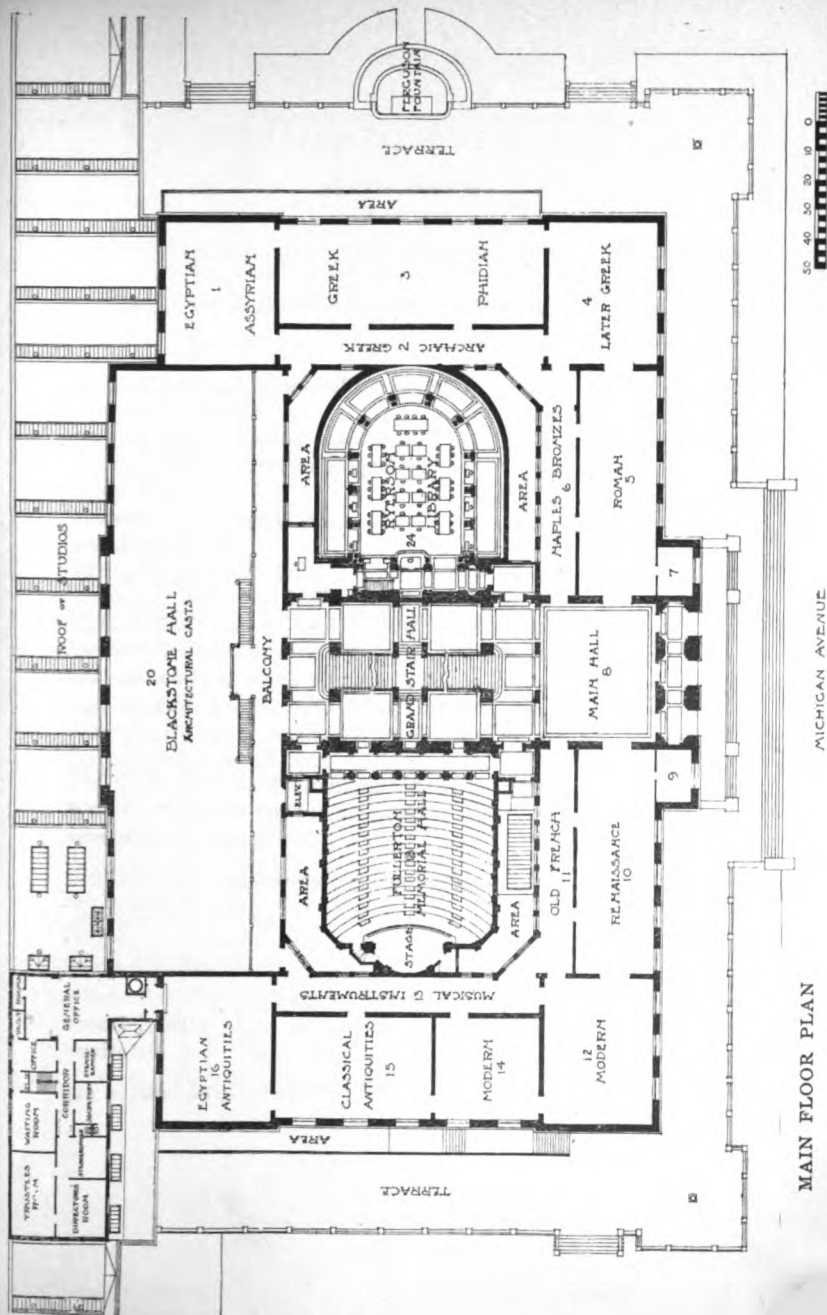 FERGUSON
FOUNTAIN
TERRACE
AREA
EGYPTIAN
1
ASSYRIAN
GREEK
3
PHIDIAN
4
LATER GREEK
ARCHAIC 2 GREEK
ROOF OF STUDIOS
20
BLACKSTONE HALL
ARCHITECTURAL CASTS
BALCONY
AREA
RYERSON
LIBRARY
24
AREA
NAPLES BRONZES
6
ROMAN
5
7
GRAND STAIR HALL
MAIN HALL
8
9
ELEV.
AREA
FULLERTON
MEMORIAL HALL
STAGE
AREA
OLD FRENCH
11
RENAISSANCE
10
MUSICAL INSTRUMENTS
EGYPTIAN
16
ANTIQUITIES
CLASSICAL
ANTIQUITIES
15
MODERN
14
12
MODERN
AREA
TERRACE
GENERAL
OFFICE
OFFICE
CORRIDOR
WAITING
ROOM
TRUSTEES
DIRECTORS
ROOM
MICHIGAN AVENUE
50 40 30 20 10 0
MAIN FLOOR PLAN